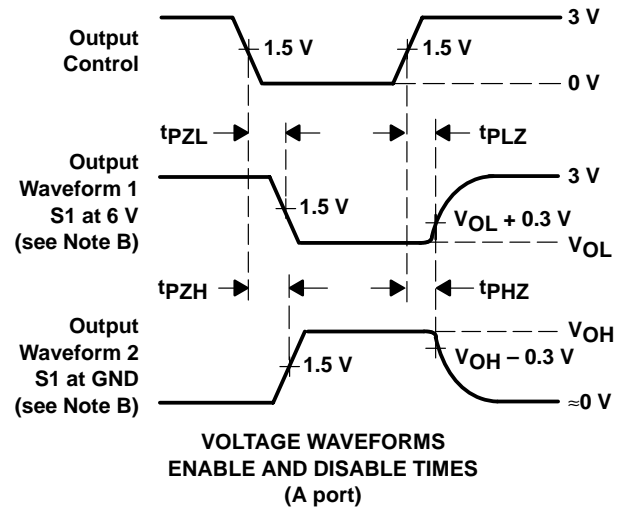 Output
Control
1.5 V
1.5 V
3 V
0 V
tPZL
tPLZ
Output
Waveform 1
S1 at 6 V
(see Note B)
1.5 V
3 V
VOL + 0.3 V
VOL
tPZH
tPHZ
Output
Waveform 2
S1 at GND
(see Note B)
1.5 V
VOH
VOH – 0.3 V
≈0 V
VOLTAGE WAVEFORMS
ENABLE AND DISABLE TIMES
(A port)